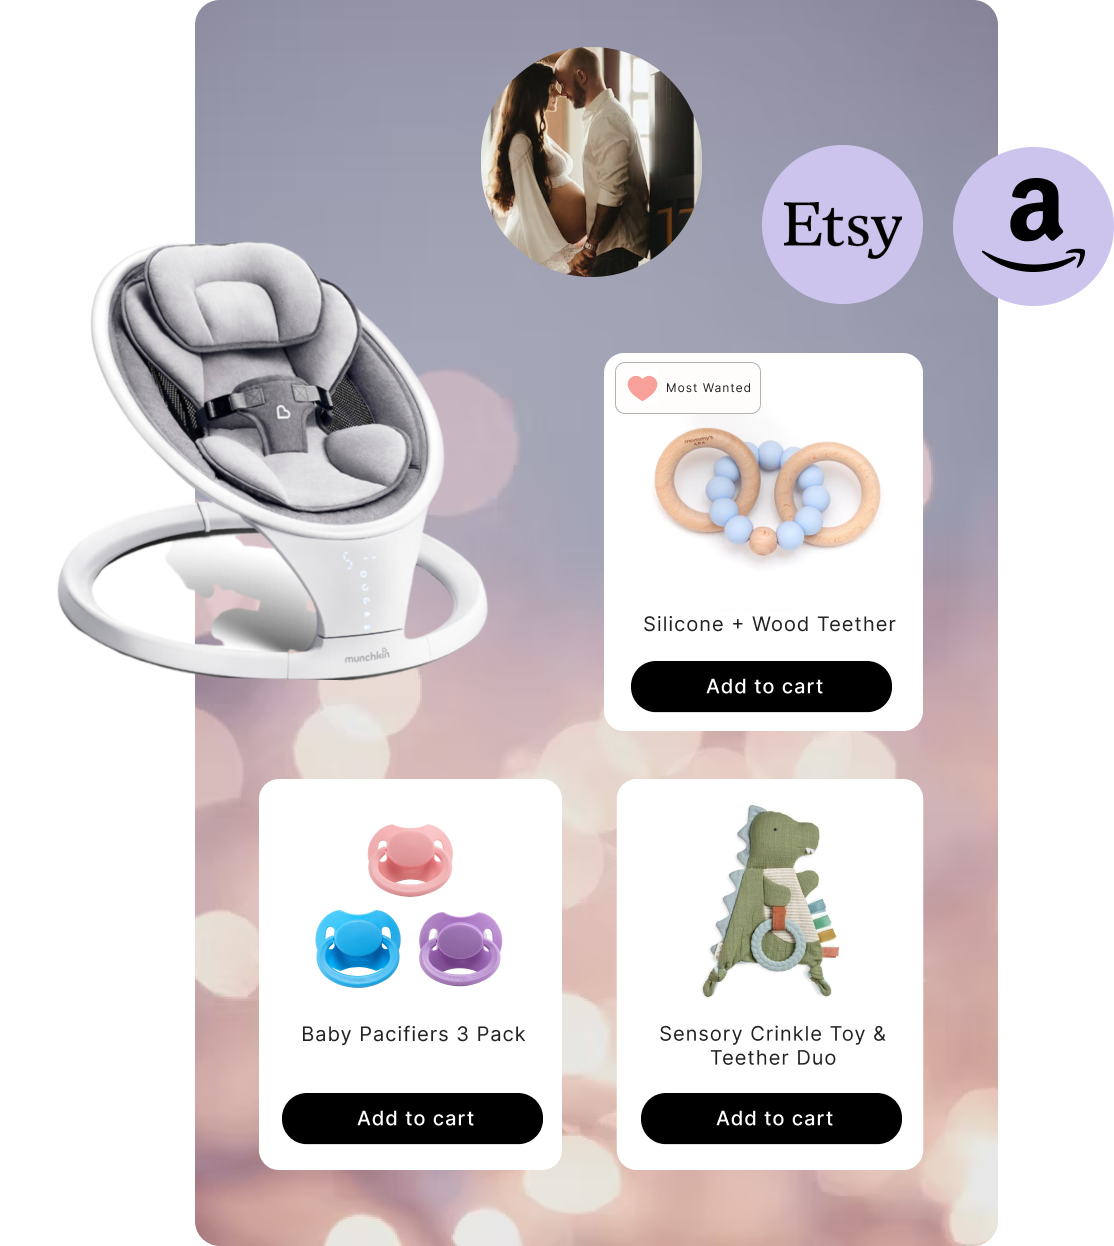 Etsy
a
Most Wanted
mommy's
Silicone + Wood Teether
Add to cart
munchkin
Baby Pacifiers 3 Pack
Add to cart
Sensory Crinkle Toy &
Teether Duo
Add to cart